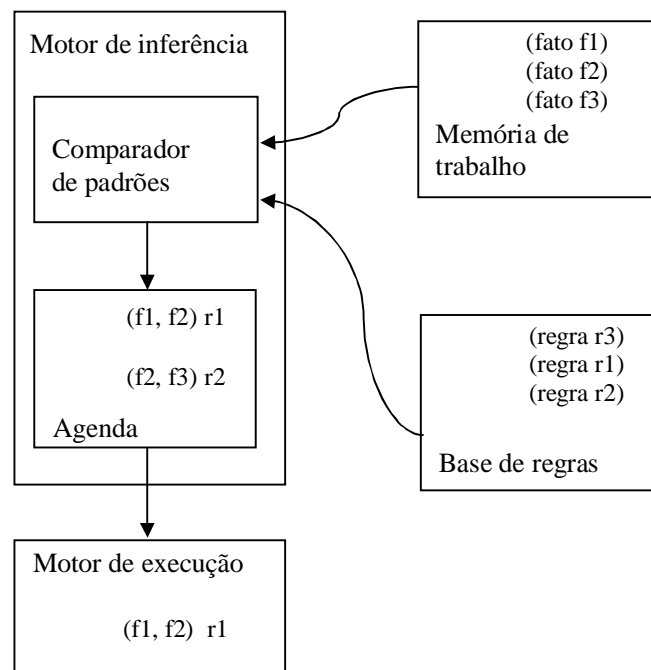 Motor de inferência
Comparador
de padrões
(f1, f2) r1
(f2, f3) r2
Agenda
Motor de execução
(f1, f2) r1
(fato f1)
(fato f2)
(fato f3)
Memória de
trabalho
(regra r3)
(regra r1)
(regra r2)
Base de regras